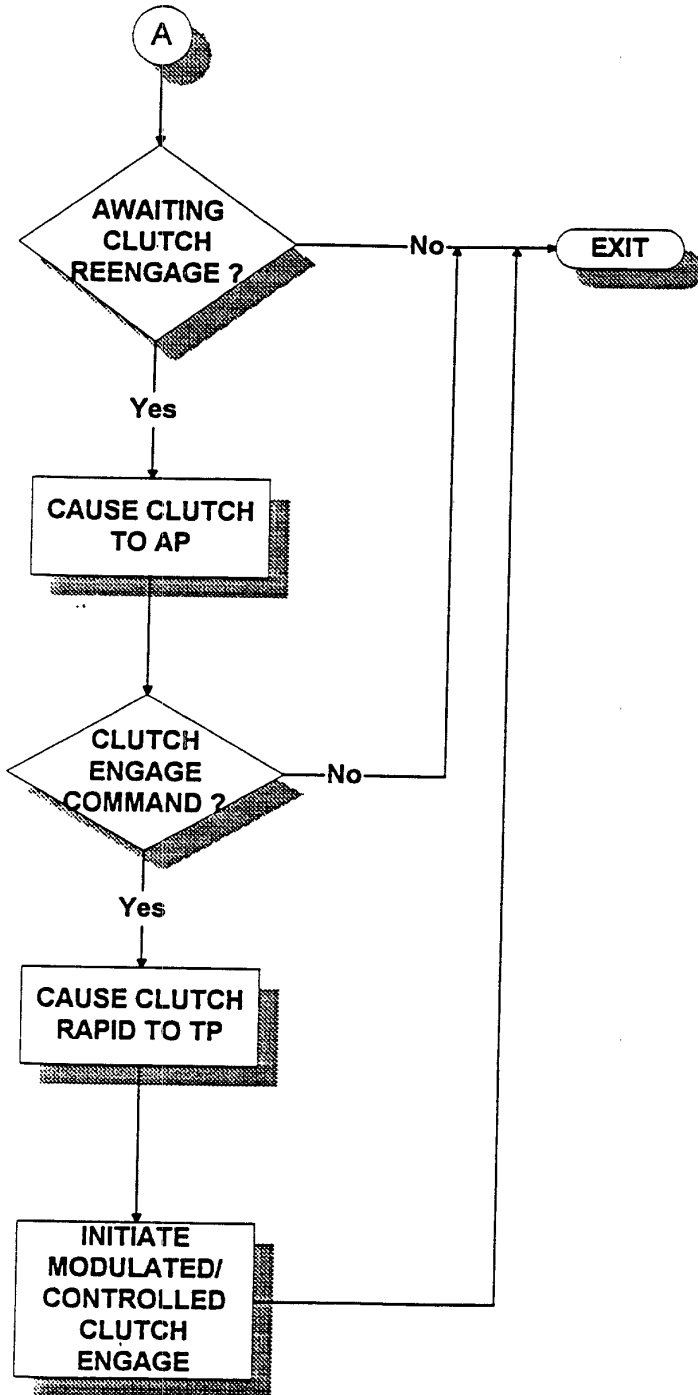 A
AWAITING
CLUTCH
REENGAGE ?
No
EXIT
Yes
CAUSE CLUTCH
TO AP
CLUTCH
ENGAGE
COMMAND ?
No
Yes
CAUSE CLUTCH
RAPID TO TP
INITIATE
MODULATED/
CONTROLLED
CLUTCH
ENGAGE